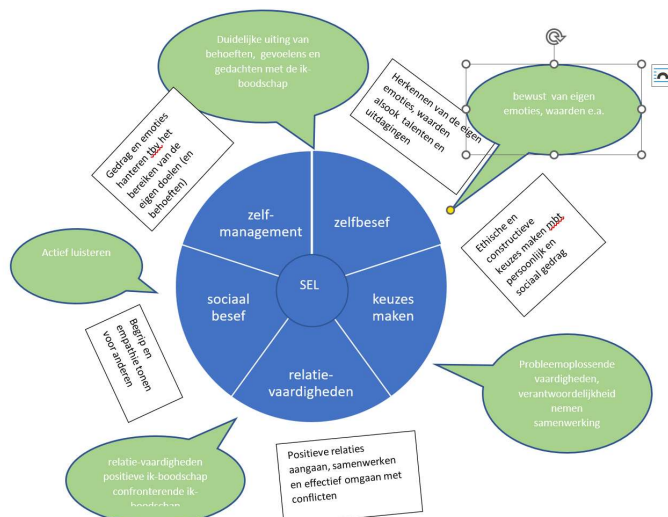 Duidelijke uiting van
behoeften, gevoelens en
gedachten met de ik-
boodschap
bewust van eigen
emoties, waarden e.a.
Herkennen van de eigen
emoties, waarden
alsook talenten en
uitdagingen
Gedrag en emoties
hanteren tbv het
bereiken van de
eigen doelen (en
behoeften)
zelf-
management
zelfbesef
Ethische en
constructieve
keuzes maken mbt
persoonlijk en
sociaal gedrag
Actief luisteren
sociaal
besef
SEL
keuzes
maken
Begrip en
empathie tonen
voor anderen
relatie-
vaardigheden
Probleemoplossende
vaardigheden,
verantwoordelijkheid
nemen
samenwerking
relatie-vaardigheden
positieve ik-boodschap
confronterende ik-
boodschap
Positieve relaties
aangaan, samenwerken
en effectief omgaan met
conflicten